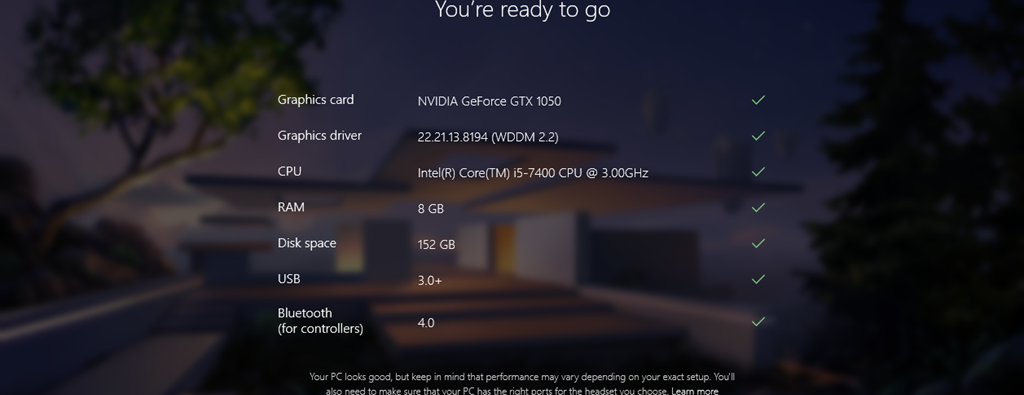 You're ready to go
Graphics card NVIDIA GeForce GTX 1050
Graphics driver 22.21.13.8194 (WDDM 2.2)
CPU Intel(R) Core(TM) i5-7400 CPU @ 3.00GHz
RAM 8 GB
Disk space 152 GB
USB 3.0+
Bluetooth
(for controllers) 4.0
Your PC looks good, but keep in mind that performance may vary depending on your exact setup. You'll
also need to make sure that your PC has the right ports for the headset you choose. Learn more